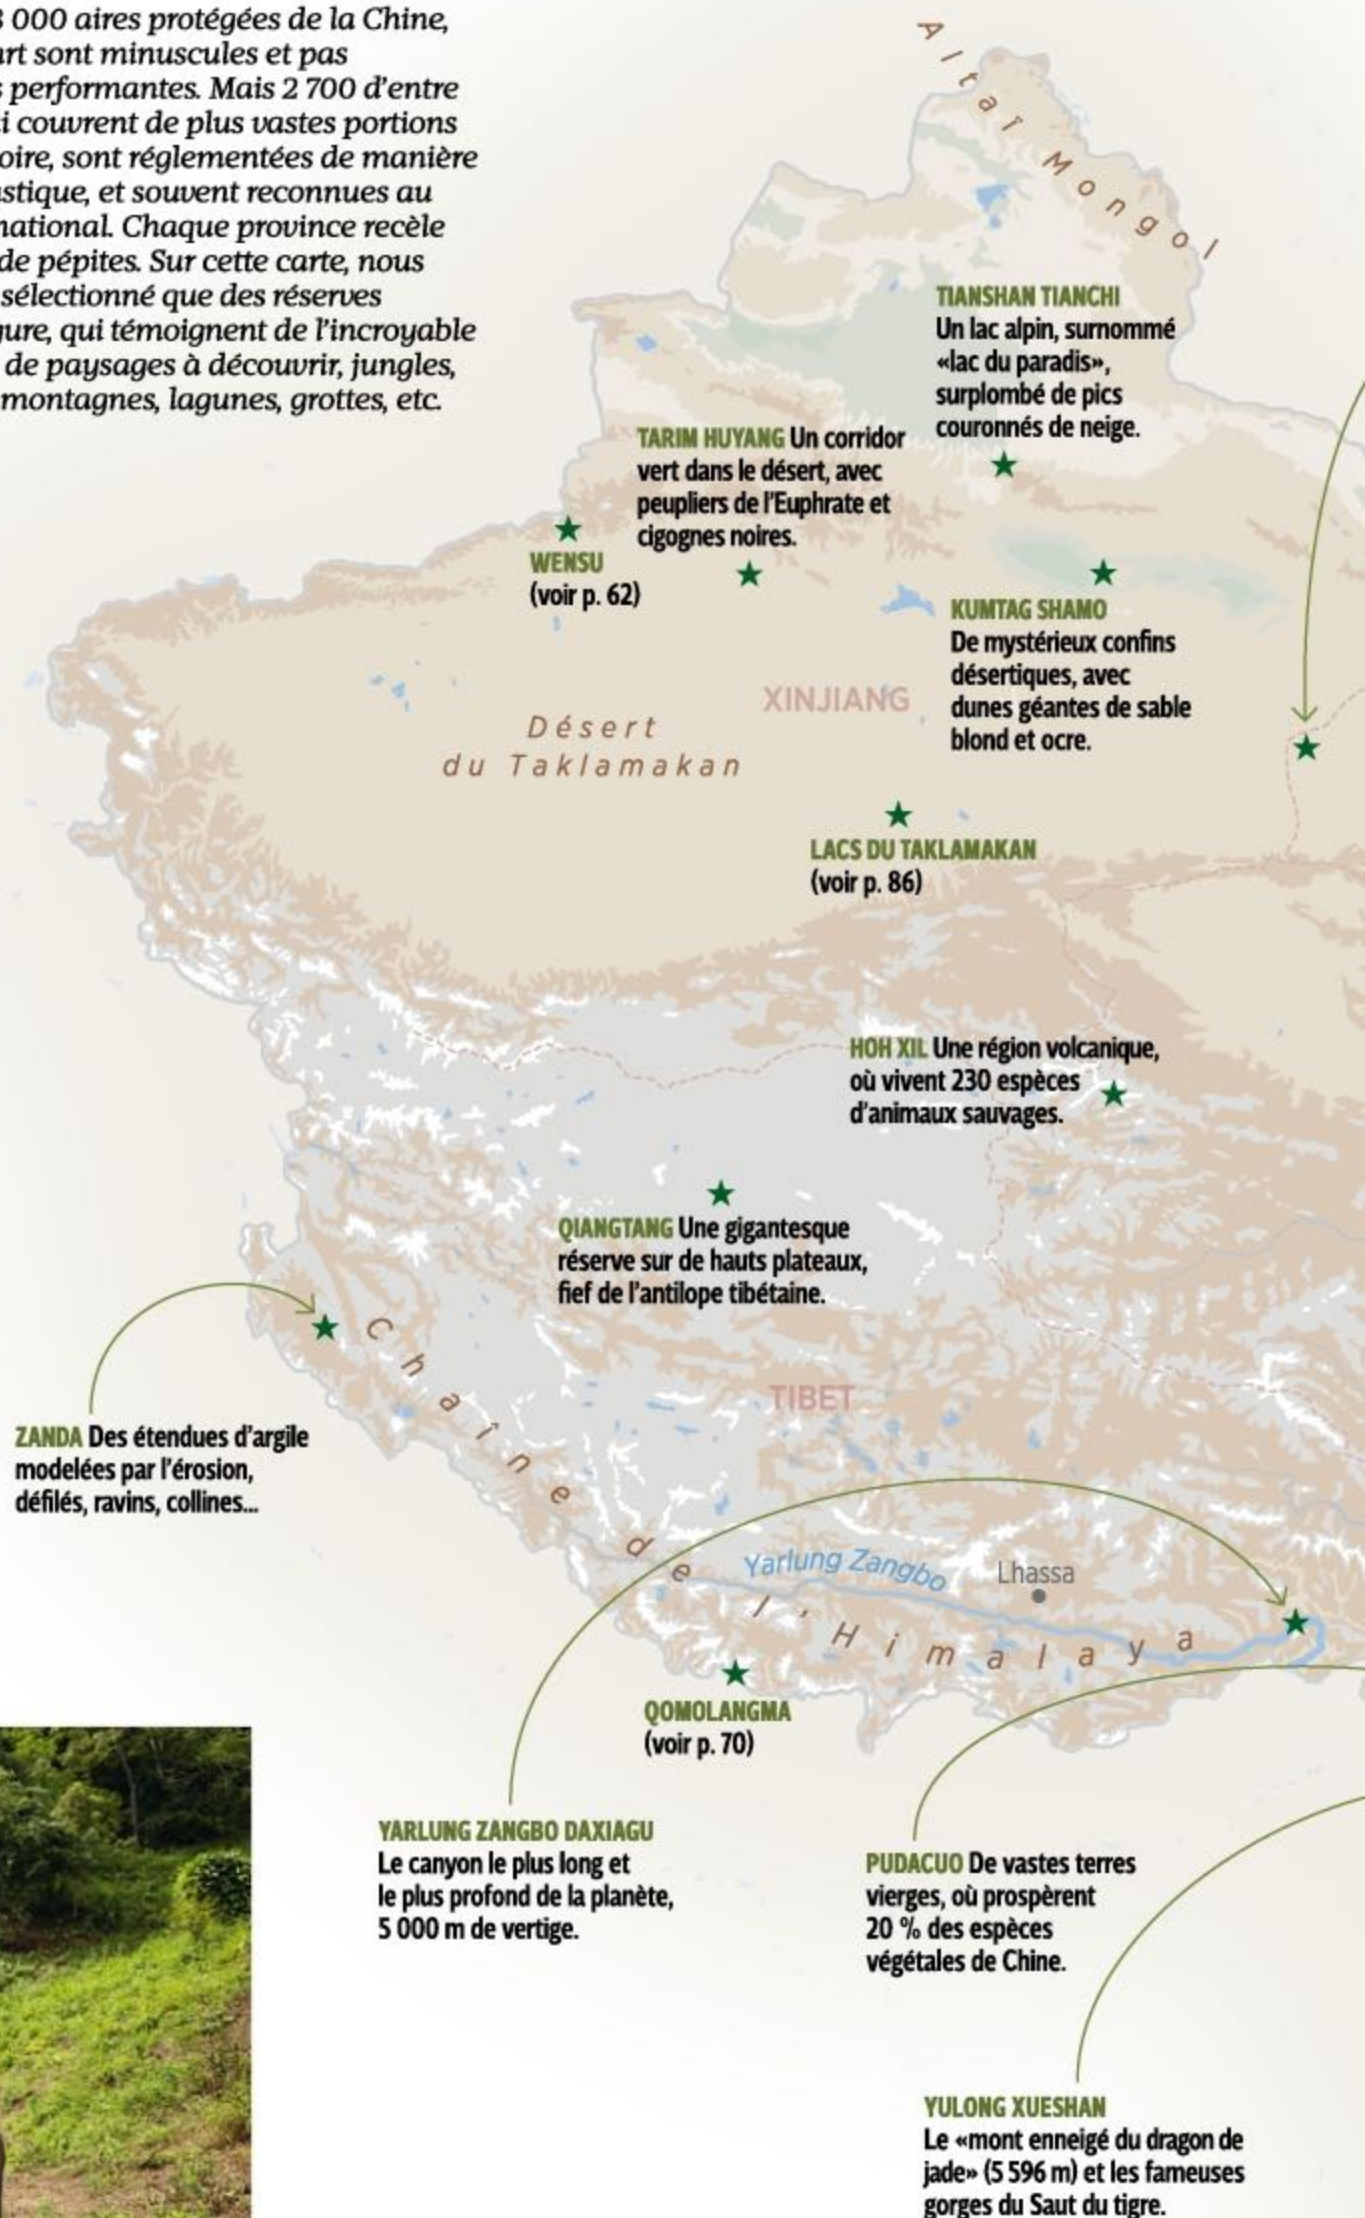 000 aires protégées de la Chine,
sont minuscules et pas
performantes. Mais 2 700 d'entre
couvrent de plus vastes portions
sont réglementées de manière
et souvent reconnues au
Chaque province recèle
de pépites. Sur cette carte, nous
sélectionné que des réserves
qui témoignent de l'incroyable
de paysages à découvrir, jungles,
montagnes, lagunes, grottes, etc.
Altaï Mongol
TIANSHAN TIANCHI
Un lac alpin, surnommé
«lac du paradis»,
surplombé de pics
couronnés de neige.
TARIM HUYANG Un corridor
vert dans le désert, avec
peupliers de l'Euphrate et
cigognes noires.
WENSU
(voir p. 62)
KUMTAG SHAMO
De mystérieux confins
désertiques, avec
dunes géantes de sable
blond et ocre.
XINJIANG
Désert
du Taklamakan
LACS DU TAKLAMAKAN
(voir p. 86)
HOH XIL Une région volcanique,
où vivent 230 espèces
d'animaux sauvages.
QIANGTANG Une gigantesque
réserve sur de hauts plateaux,
fief de l'antilope tibétaine.
Chaîne de l'Himalaya
TIBET
ZANDA Des étendues d'argile
modelées par l'érosion,
défilés, ravins, collines...
Yarlung Zangbo
Lhassa
QOMOLANGMA
(voir p. 70)
YARLUNG ZANGBO DAXIAGU
Le canyon le plus long et
le plus profond de la planète,
5 000 m de vertige.
PUDACUO De vastes terres
vierges, où prospèrent
20 % des espèces
végétales de Chine.
YULONG XUESHAN
Le «mont enneigé du dragon de
jade» (5 596 m) et les fameuses
gorges du Saut du tigre.